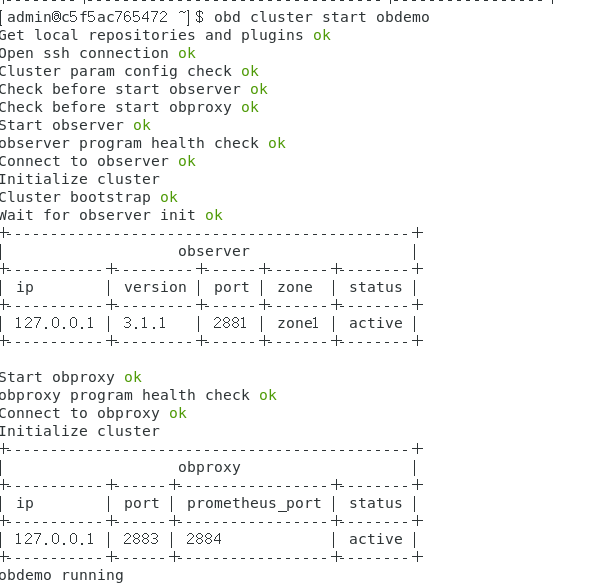 [admin@c5f5ac765472 ~]$ obd cluster start obdemo
Get local repositories and plugins ok
Open ssh connection ok
Cluster param config check ok
Check before start observer ok
Check before start obproxy ok
Start observer ok
observer program health check ok
Connect to observer ok
Initialize cluster
Cluster bootstrap ok
Wait for observer init ok
+---------------------------------------------+
|                   observer                  |
+-----------+---------+------+-------+--------+
| ip        | version | port | zone  | status |
+-----------+---------+------+-------+--------+
| 127.0.0.1 | 3.1.1   | 2881 | zone1 | active |
+-----------+---------+------+-------+--------+

Start obproxy ok
obproxy program health check ok
Connect to obproxy ok
Initialize cluster
+---------------------------------------------+
|                   obproxy                   |
+-----------+------+-----------------+--------+
| ip        | port | prometheus_port | status |
+-----------+------+-----------------+--------+
| 127.0.0.1 | 2883 | 2884            | active |
+-----------+------+-----------------+--------+
obdemo running